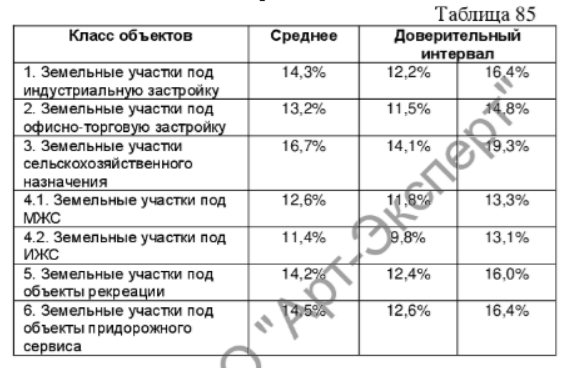 Таблица 85
Класс объектов Среднее Доверительный
интервал
1. Земельные участки под 14,3% 12,2% 16,4%
индустриальную застройку
2. Земельные участки под 13,2% 11,5% 14,8%
офисно-торговую застройку
3. Земельные участки 16,7% 14,1% 19,3%
сельскохозяйственного
назначения
4.1. Земельные участки под 12,6% 11,8% 13,3%
МЖС
4.2. Земельные участки под 11,4% 9,8% 13,1%
ИЖС
5. Земельные участки под 14,2% 12,4% 16,0%
объекты рекреации
6. Земельные участки под 14,5% 12,6% 16,4%
объекты придорожного
сервиса
О "Арт-Эксперт"